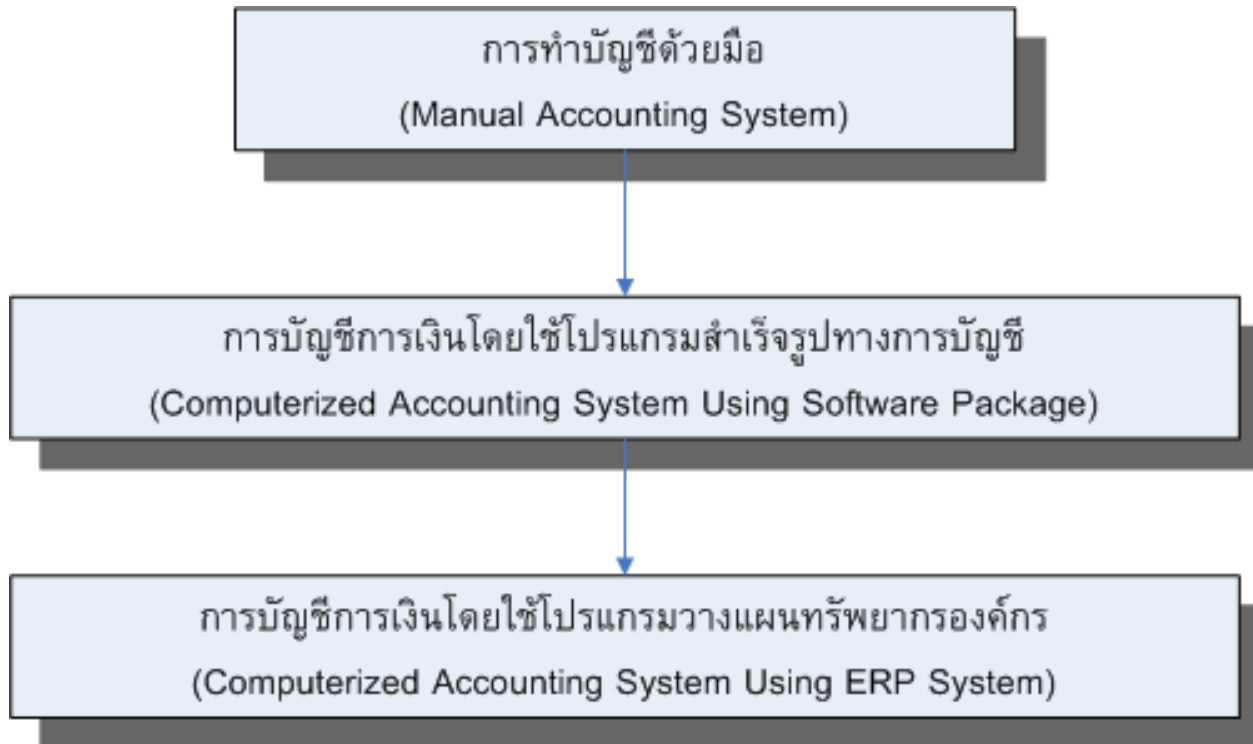 การทำบัญชีด้วยมือ
(Manual Accounting System)
การบัญชีการเงินโดยใช้โปรแกรมสำเร็จรูปทางการบัญชี
(Computerized Accounting System Using Software Package)
การบัญชีการเงินโดยใช้โปรแกรมวางแผนทรัพยากรองค์กร
(Computerized Accounting System Using ERP System)